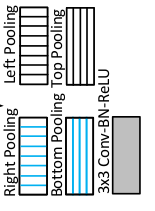 Left Pooling
Top Pooling
Right Pooling
Bottom Pooling
3x3 Conv-BN-ReLU